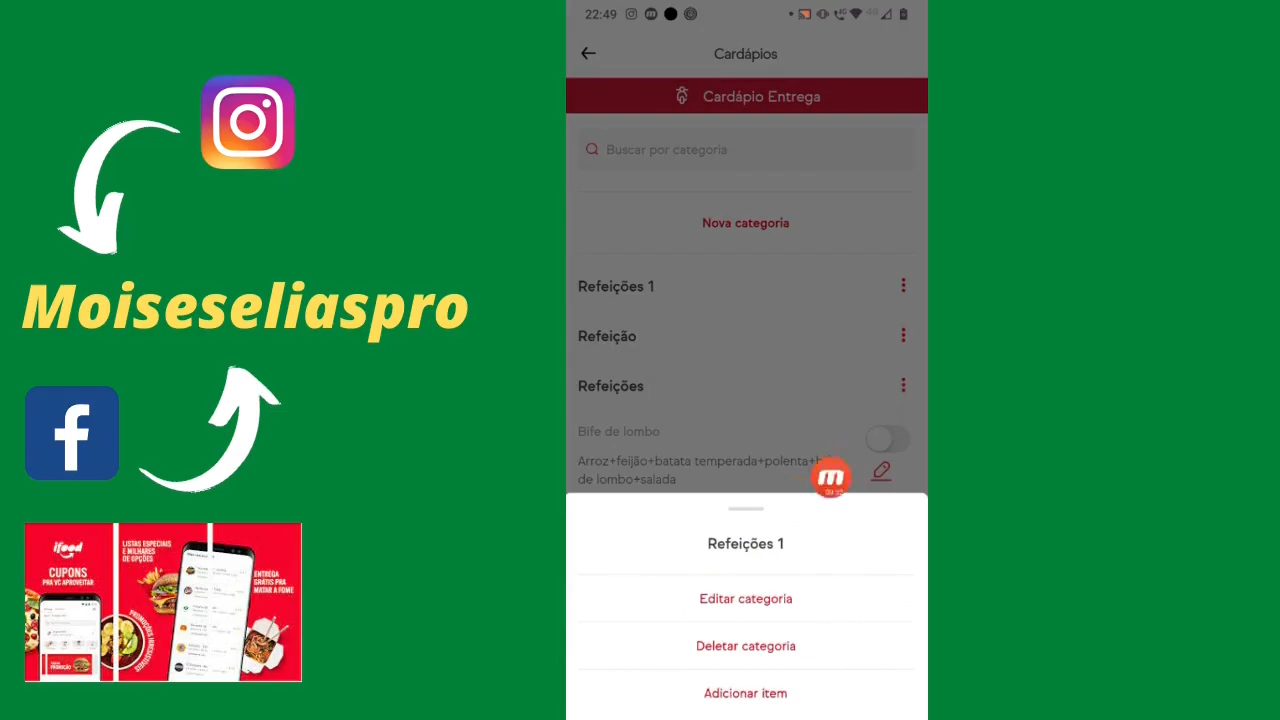 Moiseseliaspro
ifood
CUPONS
PRA VC APROVEITAR
LISTAS ESPECIAIS
E MILHARES
DE OPÇÕES
PROMOÇÕES IRRESISTÍVEIS
ENTREGA
GRÁTIS PRA
MATAR A FOME
22:49
Cardápios
Cardápio Entrega
Buscar por categoria
Nova categoria
Refeições 1
Refeição
Refeições
Bife de lombo
Arroz+feijão+batata temperada+polenta+b
de lombo+salada
Refeições 1
Editar categoria
Deletar categoria
Adicionar item